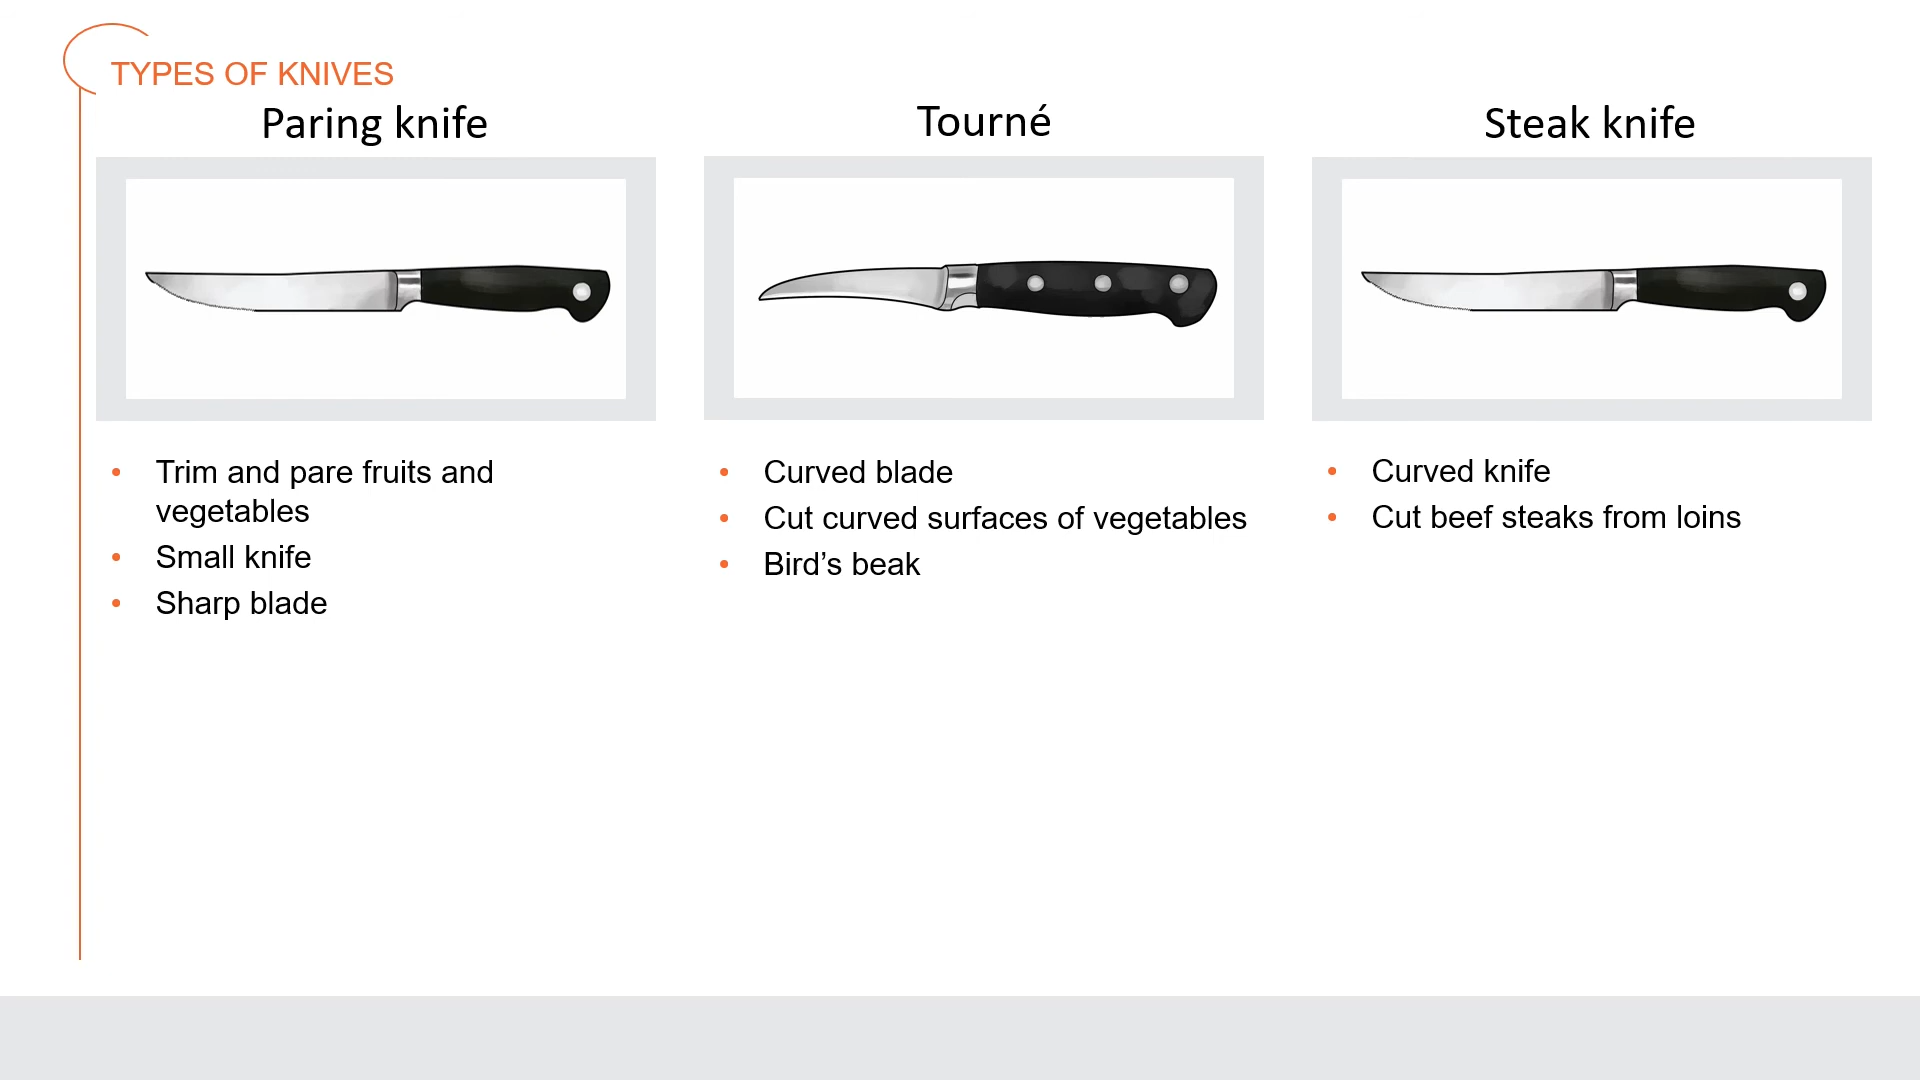 TYPES OF KNIVES
Paring knife
Tourné
Steak knife
• Trim and pare fruits and
vegetables
• Small knife
• Sharp blade
• Curved blade
• Cut curved surfaces of vegetables
• Bird’s beak
• Curved knife
• Cut beef steaks from loins